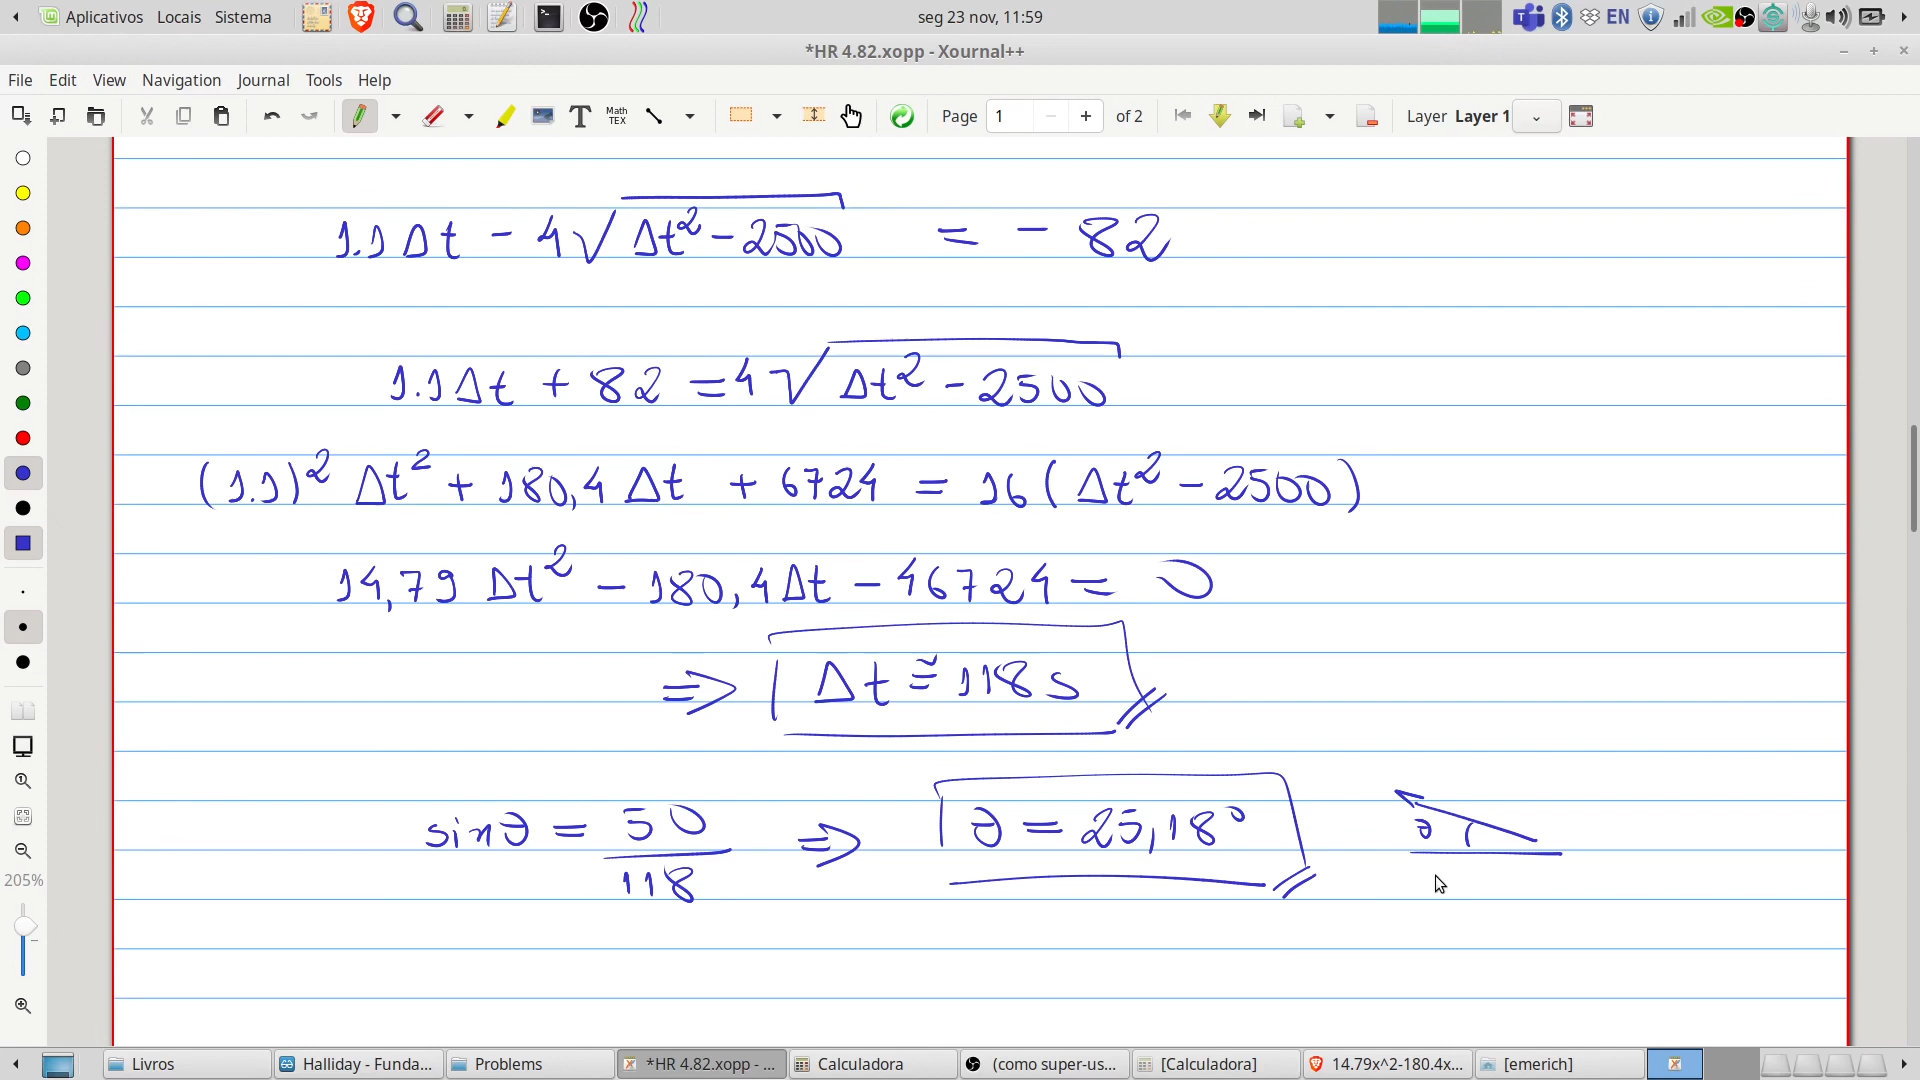 Aplicativos Locais Sistema seg 23 nov, 11:59 EN
*HR 4.82.xopp - Xournal++
File Edit View Navigation Journal Tools Help
Math TEX Page 1 of 2 Layer Layer 1
1.1 Δt - 4√(Δt² - 2500) = - 82
1.1 Δt + 82 = 4√(Δt² - 2500)
(1.1)² Δt² + 180,4 Δt + 6724 = 16 (Δt² - 2500)
14,79 Δt² - 180,4 Δt - 46724 = 0
⇒ Δt ≅ 118 s
sin θ = 50/118 ⇒ θ = 25,18° θ
205%
Livros Halliday - Funda... Problems *HR 4.82.xopp - ... Calculadora (como super-us... [Calculadora] 14.79x^2-180.4x... [emerich]